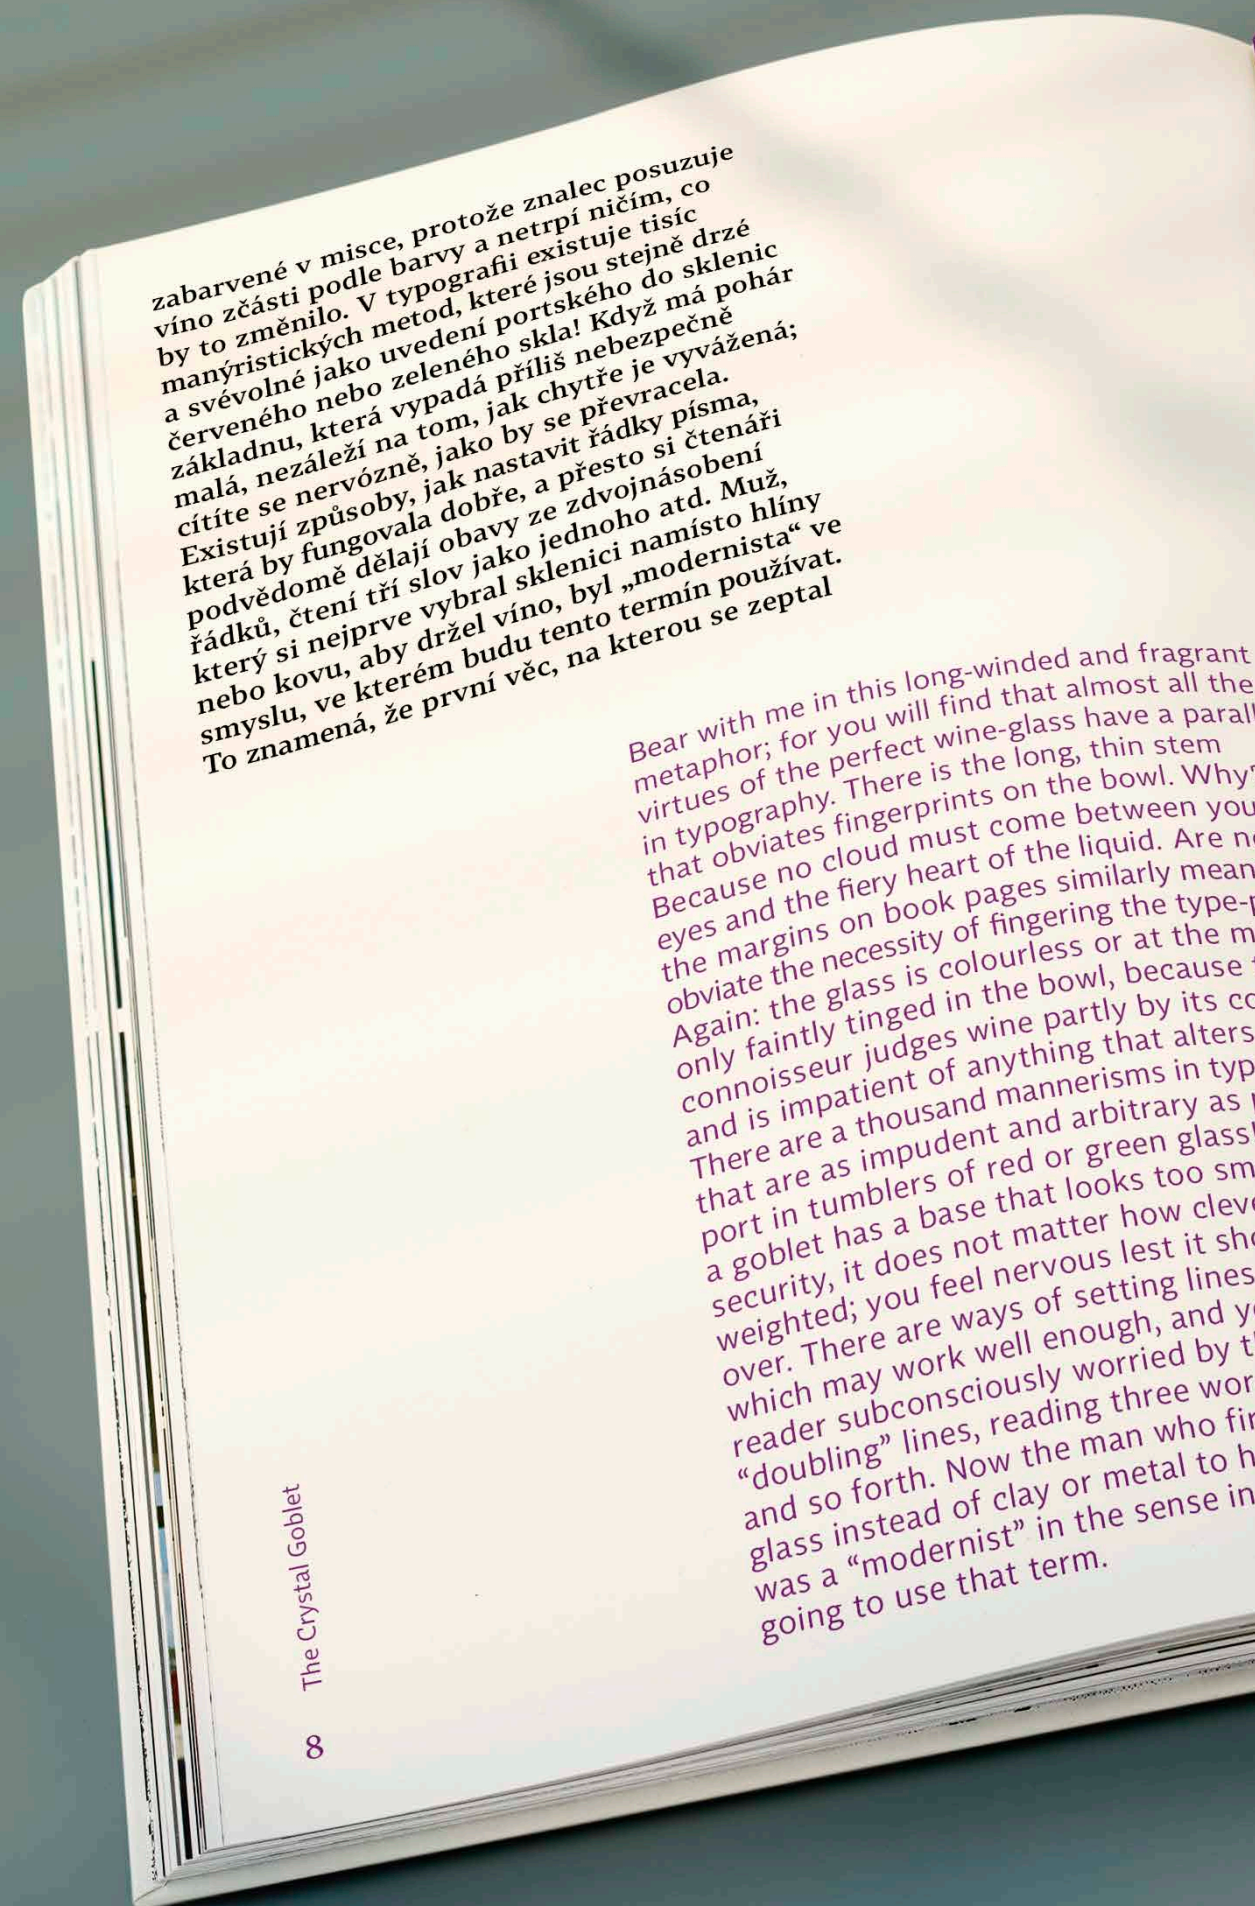 zabarvené v misce, protože znalec posuzuje
víno zčásti podle barvy a netrpí ničím, co
by to změnilo. V typografii existuje tisíc
manýristických metod, které jsou stejně drzé
a svévolné jako uvedení portského do sklenic
červeného nebo zeleného skla! Když má pohár
základnu, která vypadá příliš nebezpečně
malá, nezáleží na tom, jak chytře je vyvážená;
cítíte se nervózně, jako by se převracela.
Existují způsoby, jak nastavit řádky písma,
která by fungovala dobře, a přesto si čtenáři
podvědomě dělají obavy ze zdvojnásobení
řádků, čtení tří slov jako jednoho atd. Muž,
který si nejprve vybral sklenici namísto hlíny
nebo kovu, aby držel víno, byl „modernista“ ve
smyslu, ve kterém budu tento termín používat.
To znamená, že první věc, na kterou se zeptal
Bear with me in this long-winded and fragrant
metaphor; for you will find that almost all the
virtues of the perfect wine-glass have a parall
in typography. There is the long, thin stem
that obviates fingerprints on the bowl. Why?
Because no cloud must come between you
eyes and the fiery heart of the liquid. Are n
the margins on book pages similarly mean
obviate the necessity of fingering the type-p
Again: the glass is colourless or at the m
only faintly tinged in the bowl, because
connoisseur judges wine partly by its co
and is impatient of anything that alters
There are a thousand mannerisms in typ
that are as impudent and arbitrary as p
port in tumblers of red or green glass!
a goblet has a base that looks too sm
security, it does not matter how cleve
weighted; you feel nervous lest it sho
over. There are ways of setting lines
which may work well enough, and y
reader subconsciously worried by t
“doubling” lines, reading three wor
and so forth. Now the man who fir
glass instead of clay or metal to h
was a “modernist” in the sense in
going to use that term.
The Crystal Goblet
8